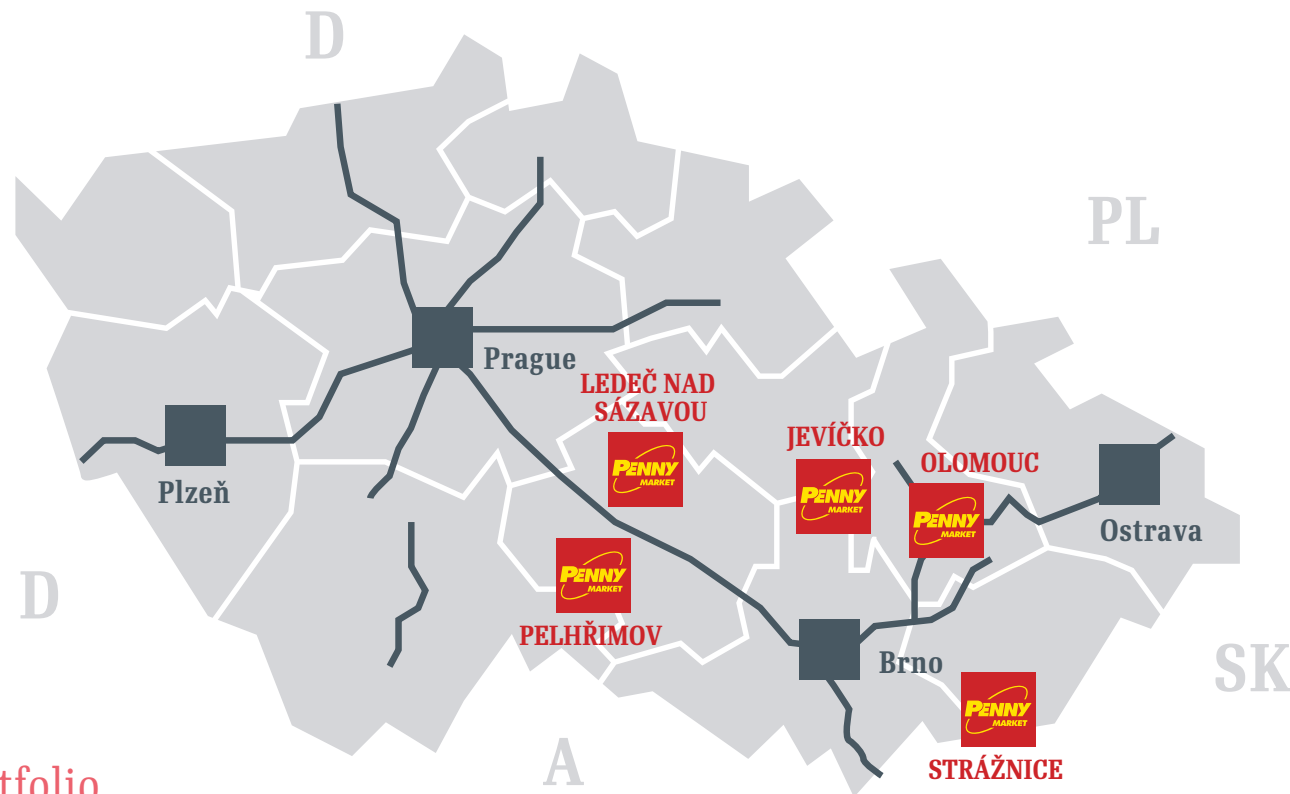 D
PL
Prague
LEDEČ NAD
SÁZAVOU
PENNY
MARKET
JEVÍČKO
PENNY
MARKET
OLOMOUC
PENNY
MARKET
Plzeň
Ostrava
D
PENNY
MARKET
PELHŘIMOV
Brno
SK
PENNY
MARKET
STRÁŽNICE
A
tfolio